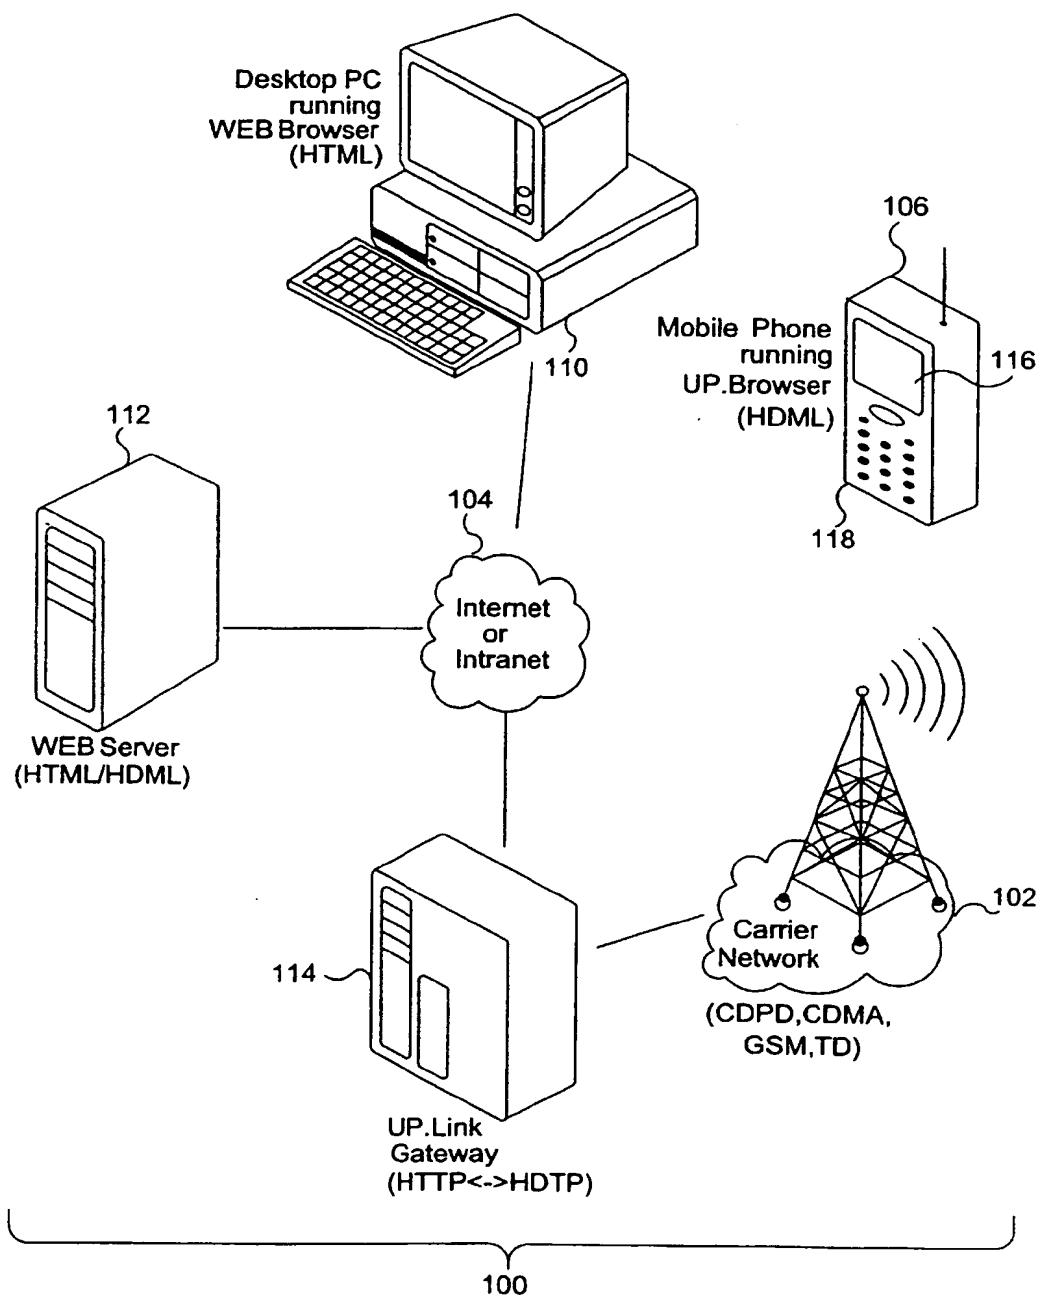 Desktop PC
running
WEB Browser
(HTML)
110
106
Mobile Phone
running
UP.Browser
(HDML)
116
118
112
WEB Server
(HTML/HDML)
104
Internet
or
Intranet
102
Carrier
Network
(CDPD,CDMA,
GSM,TD)
114
UP.Link
Gateway
(HTTP<->HDTP)
100